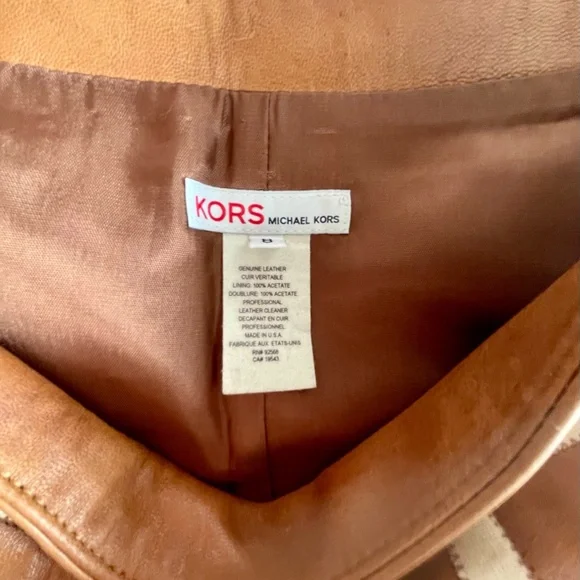 KORS MICHAEL KORS
8
GENUINE LEATHER
CUIR VERITABLE
LINING: 100% ACETATE
DOUBLURE: 100% ACETATE
PROFESSIONAL
LEATHER CLEANER
DECAPANT EN CUIR
PROFESSIONNEL
MADE IN U.S.A.
FABRIQUE AUX ETATS-UNIS
RN# 92568
CA# 19543